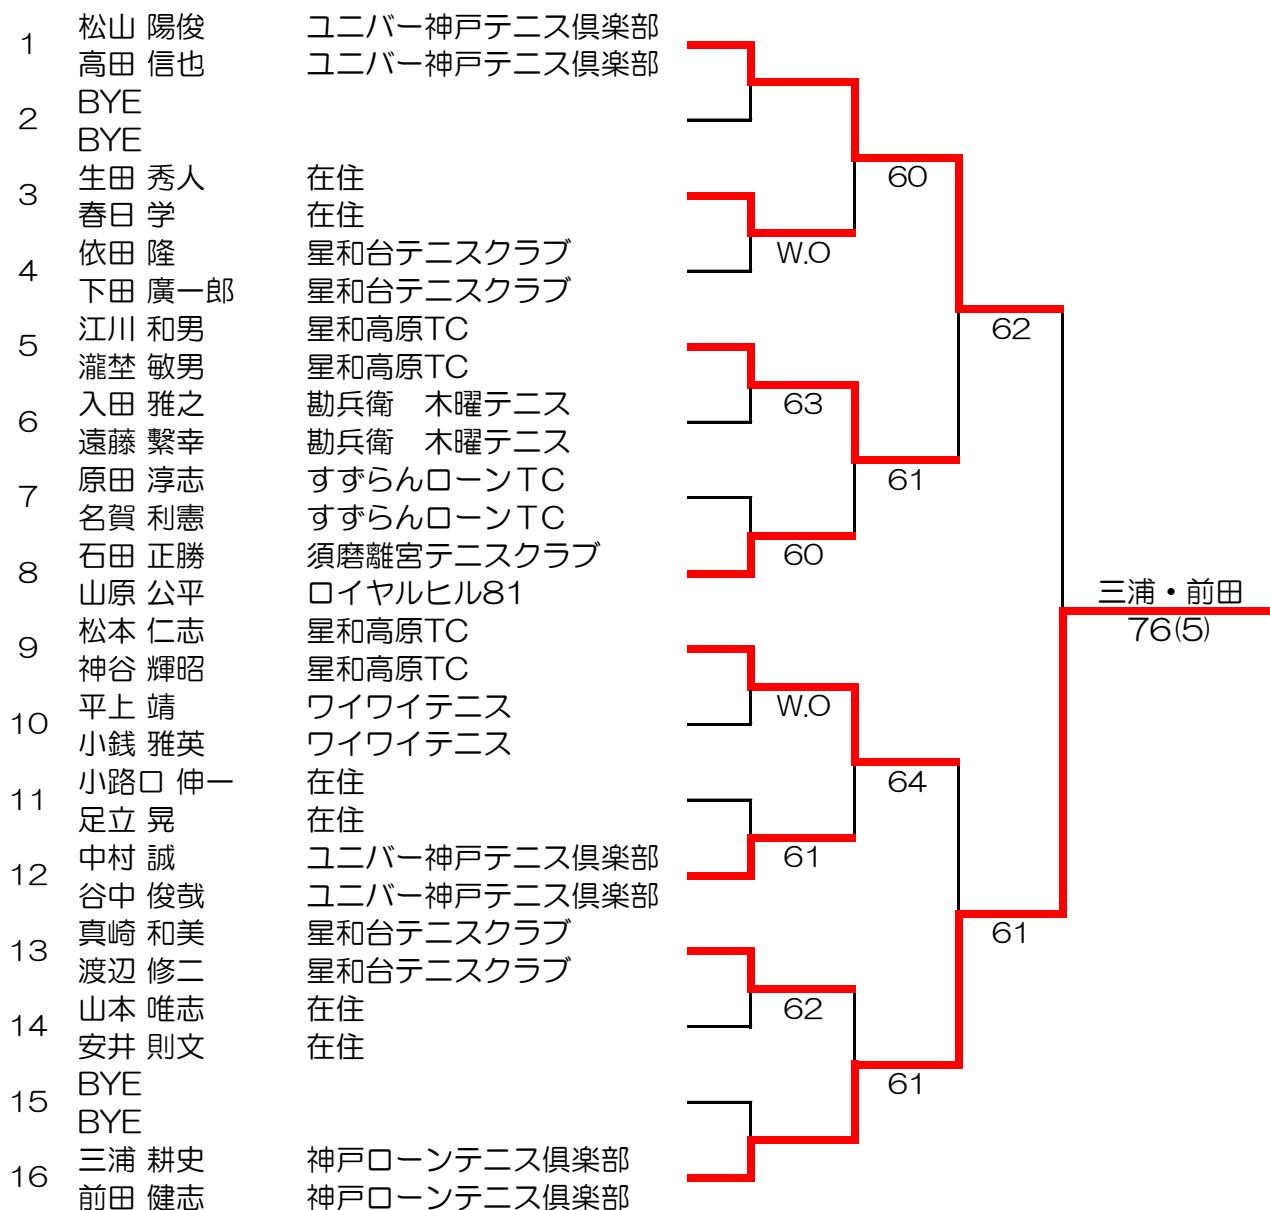 1
松山 陽俊 ユニバー神戸テニス倶楽部
高田 信也 ユニバー神戸テニス倶楽部
2
BYE
BYE
3
生田 秀人 在住
春日 学 在住
4
依田 隆 星和台テニスクラブ
下田 廣一郎 星和台テニスクラブ
5
江川 和男 星和高原TC
瀧埜 敏男 星和高原TC
6
入田 雅之 勘兵衛　木曜テニス
遠藤 繫幸 勘兵衛　木曜テニス
7
原田 淳志 すずらんローンTC
名賀 利憲 すずらんローンTC
8
石田 正勝 須磨離宮テニスクラブ
山原 公平 ロイヤルヒル81
9
松本 仁志 星和高原TC
神谷 輝昭 星和高原TC
10
平上 靖 ワイワイテニス
小銭 雅英 ワイワイテニス
11
小路口 伸一 在住
足立 晃 在住
12
中村 誠 ユニバー神戸テニス倶楽部
谷中 俊哉 ユニバー神戸テニス倶楽部
13
真崎 和美 星和台テニスクラブ
渡辺 修二 星和台テニスクラブ
14
山本 唯志 在住
安井 則文 在住
15
BYE
BYE
16
三浦 耕史 神戸ローンテニス倶楽部
前田 健志 神戸ローンテニス倶楽部
W.O
63
60
W.O
61
62
60
61
64
61
62
61
三浦・前田
76(5)